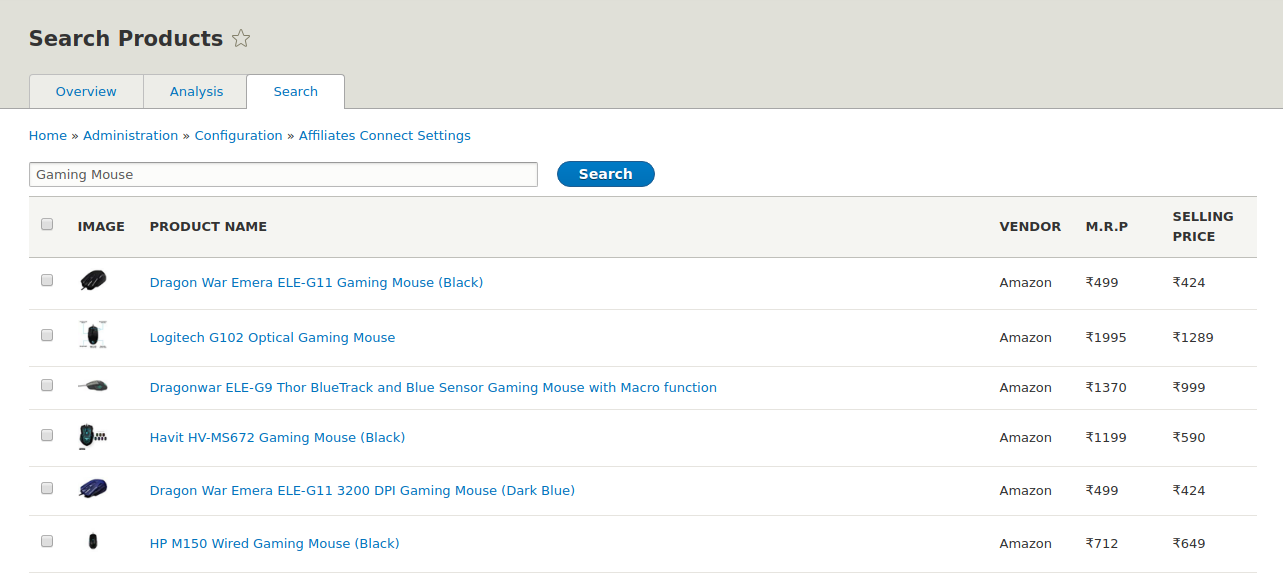 Search Products
Overview Analysis Search
Home » Administration » Configuration » Affiliates Connect Settings
Gaming Mouse Search
IMAGE PRODUCT NAME VENDOR M.R.P SELLING PRICE
Dragon War Emera ELE-G11 Gaming Mouse (Black) Amazon ₹499 ₹424
Logitech G102 Optical Gaming Mouse Amazon ₹1995 ₹1289
Dragonwar ELE-G9 Thor BlueTrack and Blue Sensor Gaming Mouse with Macro function Amazon ₹1370 ₹999
Havit HV-MS672 Gaming Mouse (Black) Amazon ₹1199 ₹590
Dragon War Emera ELE-G11 3200 DPI Gaming Mouse (Dark Blue) Amazon ₹499 ₹424
HP M150 Wired Gaming Mouse (Black) Amazon ₹712 ₹649